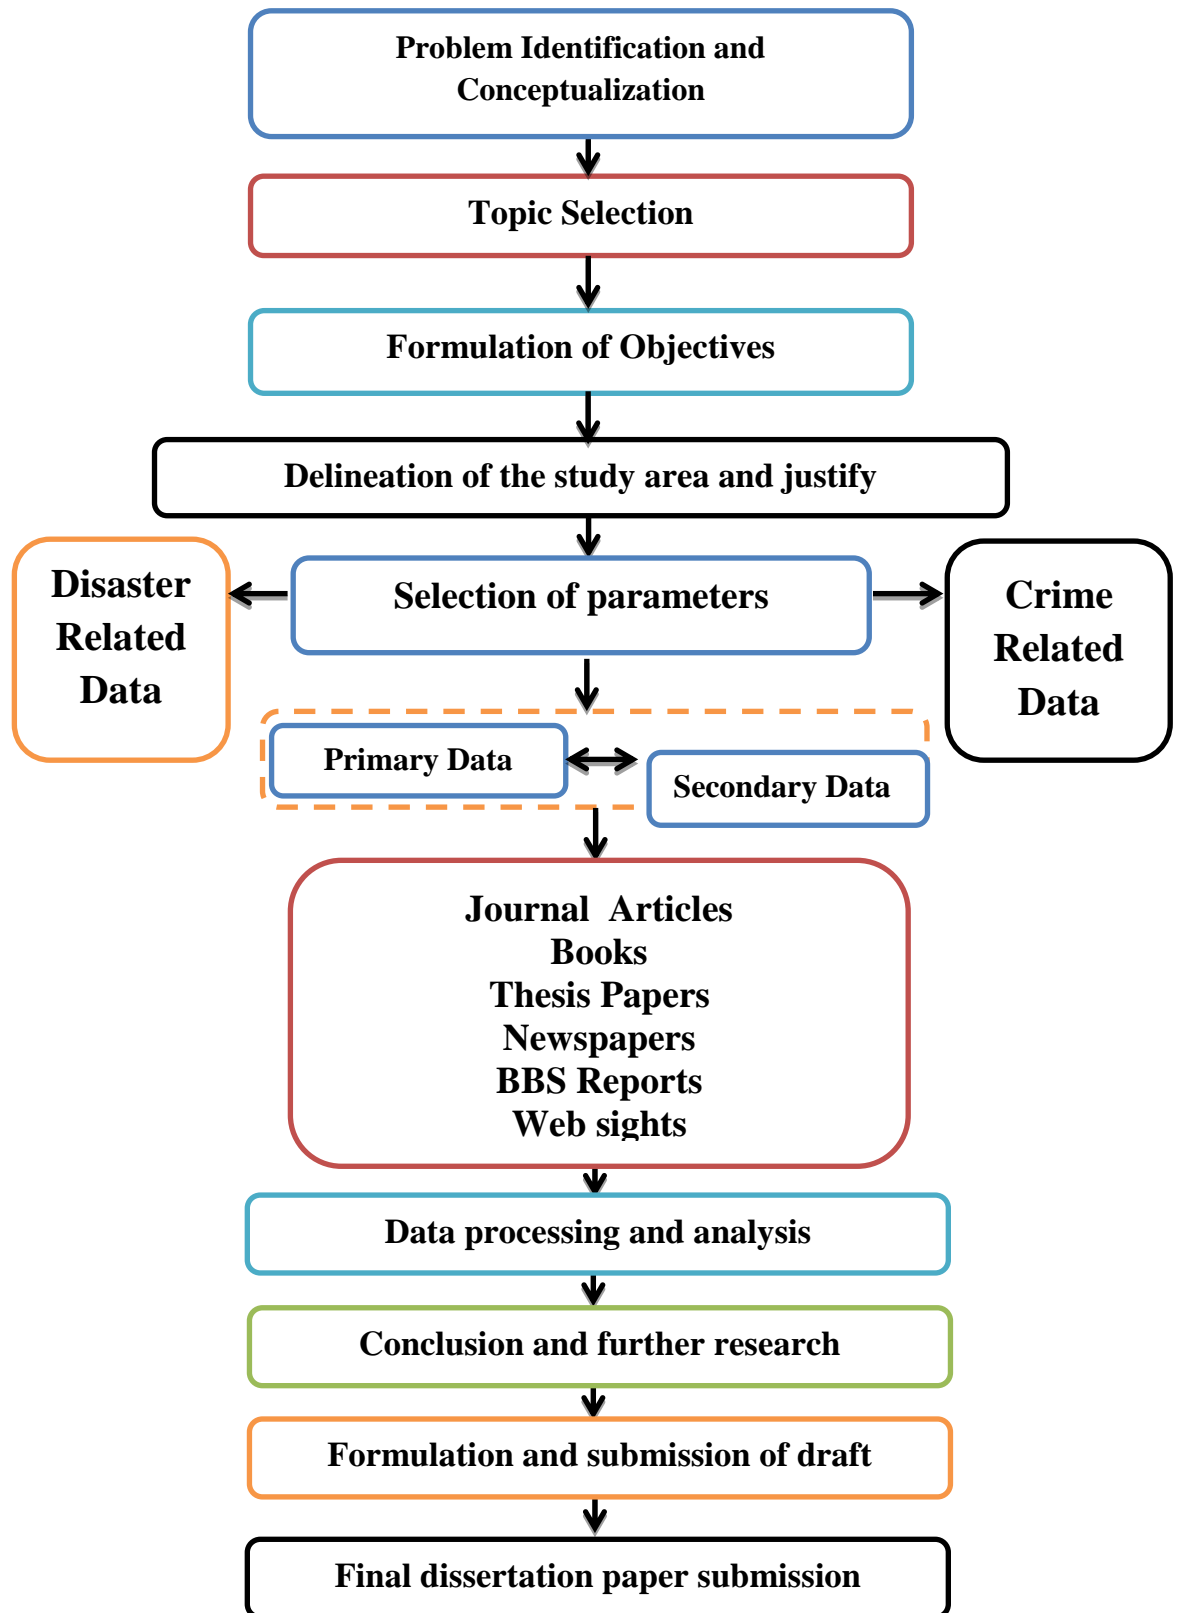 Problem Identification and
Conceptualization
Topic Selection
Formulation of Objectives
Delineation of the study area and justify
Disaster
Related
Data
Selection of parameters
Crime
Related
Data
Primary Data
Secondary Data
Journal  Articles
Books
Thesis Papers
Newspapers
BBS Reports
Web sights
Data processing and analysis
Conclusion and further research
Formulation and submission of draft
Final dissertation paper submission